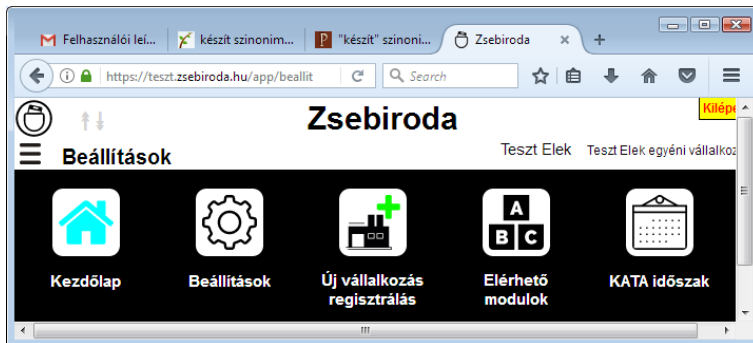 Felhasználói leí...
készít szinonim...
"készít" szinoni...
Zsebiroda
https://teszt.zsebiroda.hu/app/beallit
Search
Zsebiroda
Kilépe
Beállítások
Teszt Elek
Teszt Elek egyéni vállalkoz
A
B C
Kezdőlap
Beállítások
Új vállalkozás
regisztrálás
Elérhető
modulok
KATA időszak